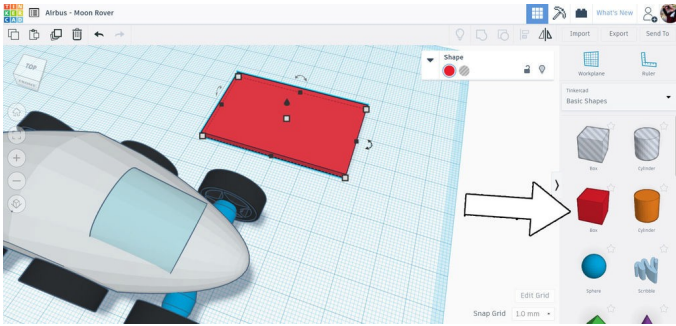 TIN
KER
CAD
Airbus - Moon Rover
What's New
Import
Export
Send To
Shape
TOP
Workplane
Ruler
Tinkercad
Basic Shapes
Box
Cylinder
Box
Cylinder
Sphere
Scribble
Edit Grid
Snap Grid
1.0 mm